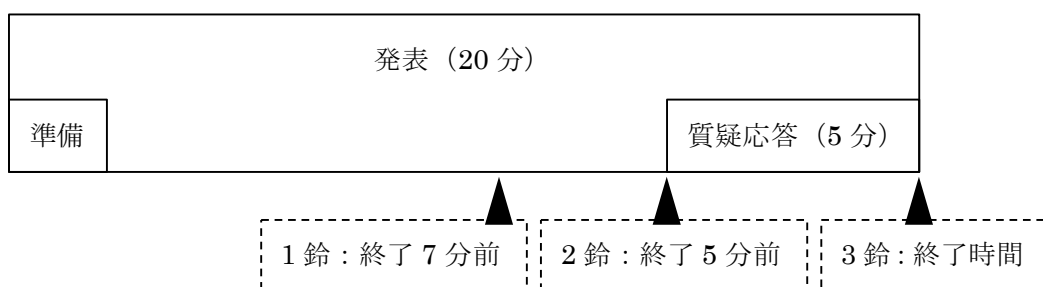 発表（20 分）
準備
質疑応答（5 分）
1 鈴：終了 7 分前
2 鈴：終了 5 分前
3 鈴：終了時間